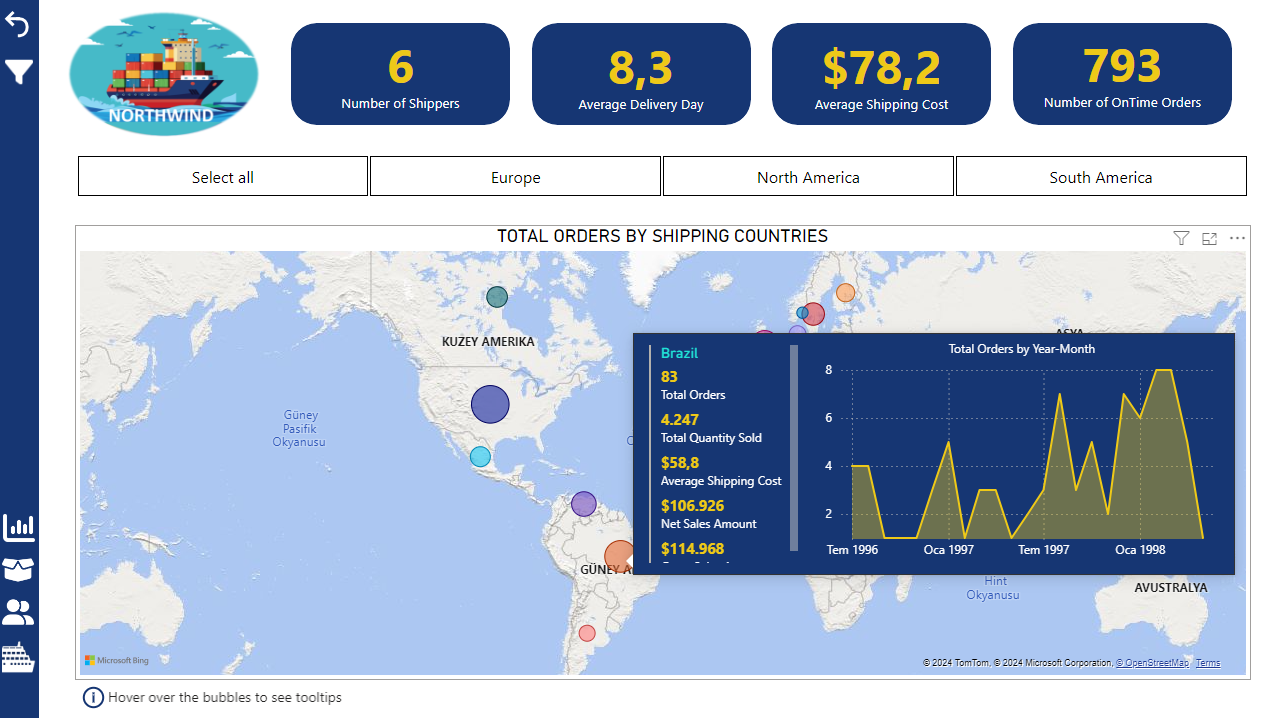 NORTHWIND
6
Number of Shippers
8,3
Average Delivery Day
$78,2
Average Shipping Cost
793
Number of OnTime Orders
Select all
Europe
North America
South America
TOTAL ORDERS BY SHIPPING COUNTRIES
KUZEY AMERIKA
ASYA
Güney
Pasifik
Okyanusu
GÜNEY A
Hint
Okyanusu
AVUSTRALYA
Brazil
83
Total Orders
4.247
Total Quantity Sold
$58,8
Average Shipping Cost
$106.926
Net Sales Amount
$114.968
Total Orders by Year-Month
8
6
4
2
Tem 1996
Oca 1997
Tem 1997
Oca 1998
Microsoft Bing
© 2024 TomTom, © 2024 Microsoft Corporation, © OpenStreetMap Terms
Hover over the bubbles to see tooltips